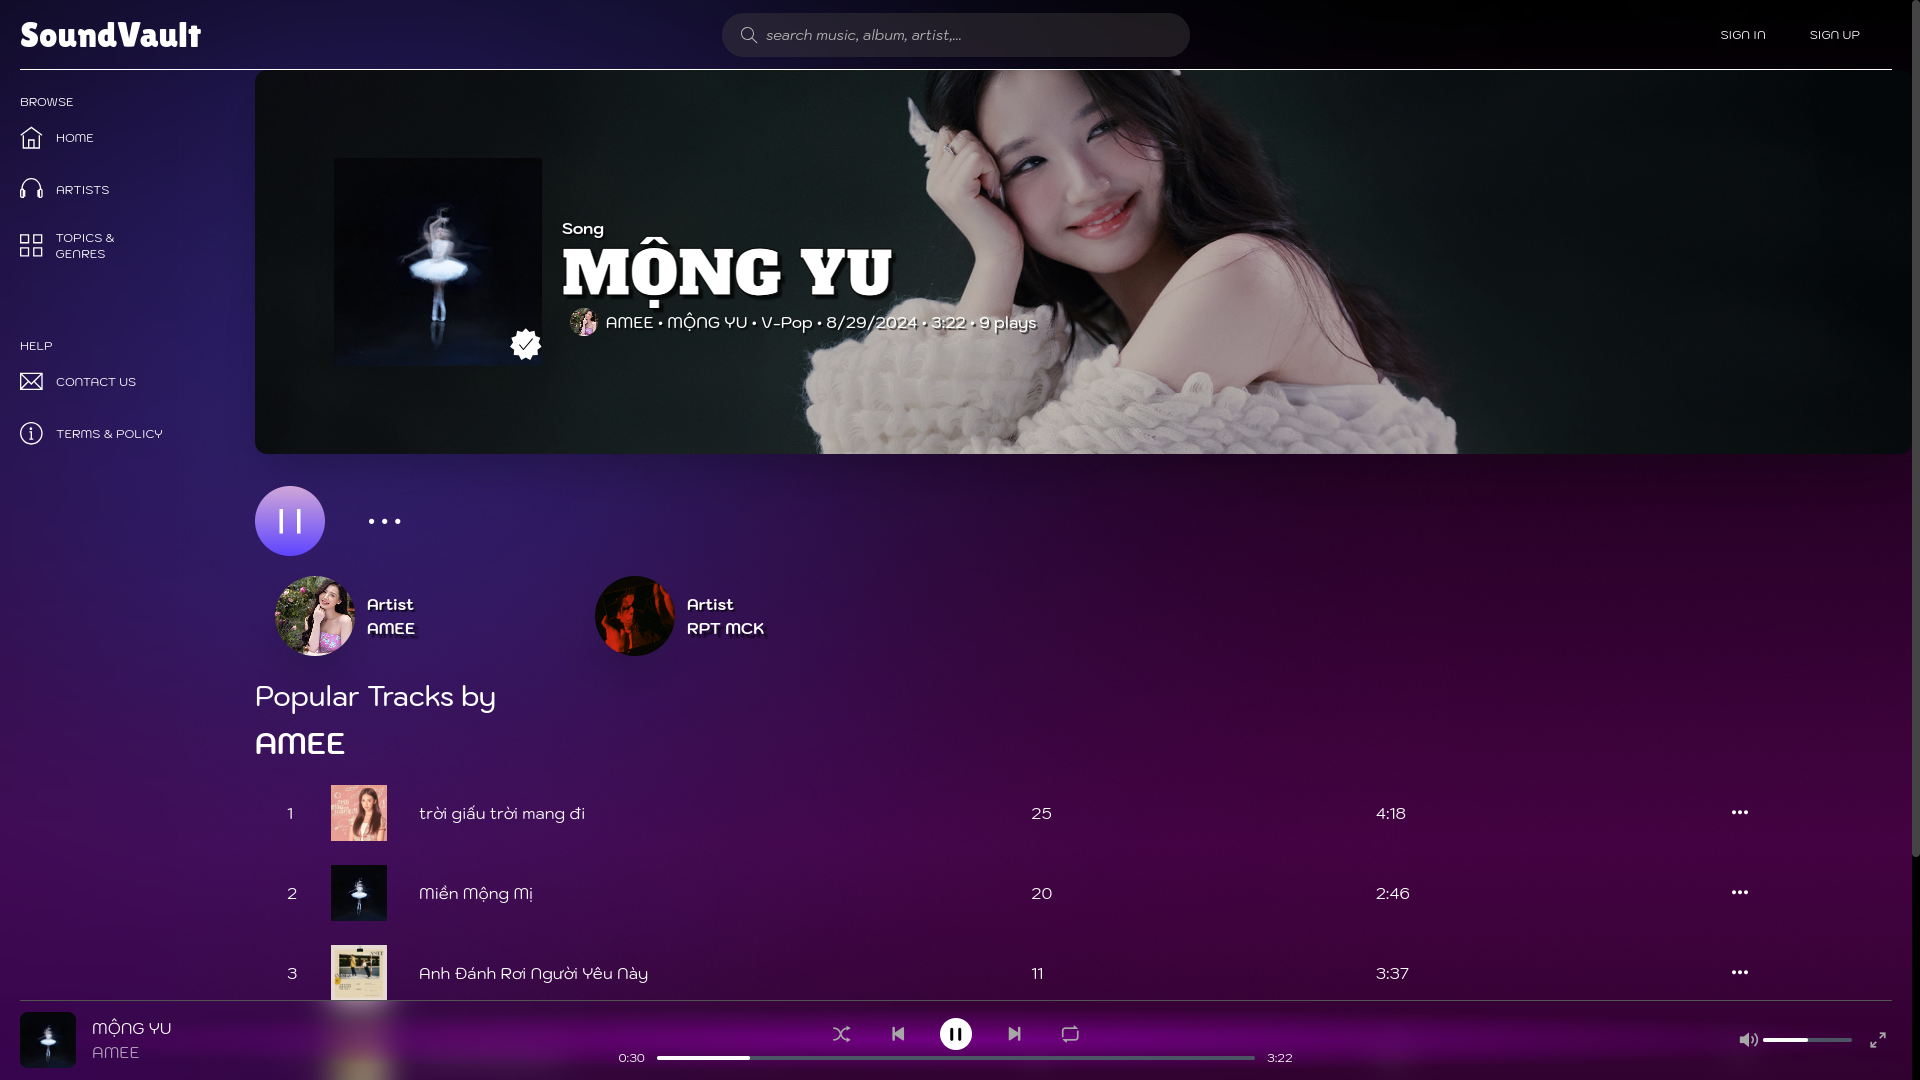 SoundVault
search music, album, artist,...
SIGN IN
SIGN UP
BROWSE
HOME
ARTISTS
TOPICS &
GENRES
HELP
CONTACT US
TERMS & POLICY
Song
MỘNG YU
AMEE • MỘNG YU • V-Pop • 8/29/2024 • 3:22 • 9 plays
Artist
AMEE
Artist
RPT MCK
Popular Tracks by
AMEE
1 trời giấu trời mang đi 25 4:18
2 Miền Mộng Mị 20 2:46
3 Anh Đánh Rơi Người Yêu Này 11 3:37
MỘNG YU
AMEE
0:30
3:22